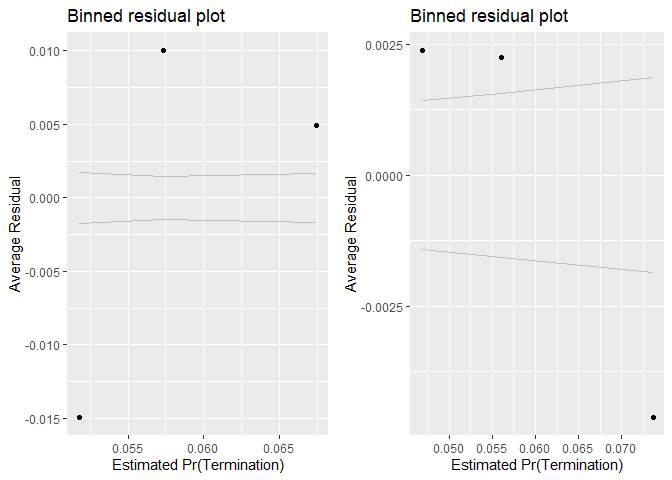 Binned residual plot
Average Residual
0.010
0.005
0.000
-0.005
-0.010
-0.015
0.055 0.060 0.065
Estimated Pr(Termination)
Binned residual plot
Average Residual
0.0025
0.0000
-0.0025
0.050 0.055 0.060 0.065 0.070
Estimated Pr(Termination)